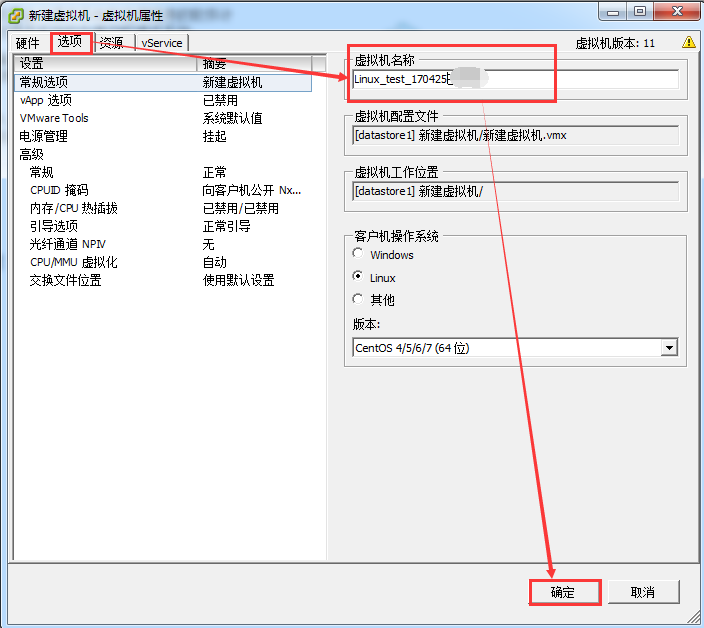 新建虚拟机 - 虚拟机属性
硬件 选项 资源 vService 虚拟机版本: 11
设置 摘要
常规选项 新建虚拟机
vApp 选项 已禁用
VMware Tools 系统默认值
电源管理 挂起
高级
常规 正常
CPUID 掩码 向客户机公开 Nx...
内存/CPU 热插拔 已禁用/已禁用
引导选项 正常引导
光纤通道 NPIV 无
CPU/MMU 虚拟化 自动
交换文件位置 使用默认设置
虚拟机名称
Linux_test_170425
虚拟机配置文件
[datastore1] 新建虚拟机/新建虚拟机.vmx
虚拟机工作位置
[datastore1] 新建虚拟机/
客户机操作系统
Windows
Linux
其他
版本:
CentOS 4/5/6/7 (64 位)
确定 取消